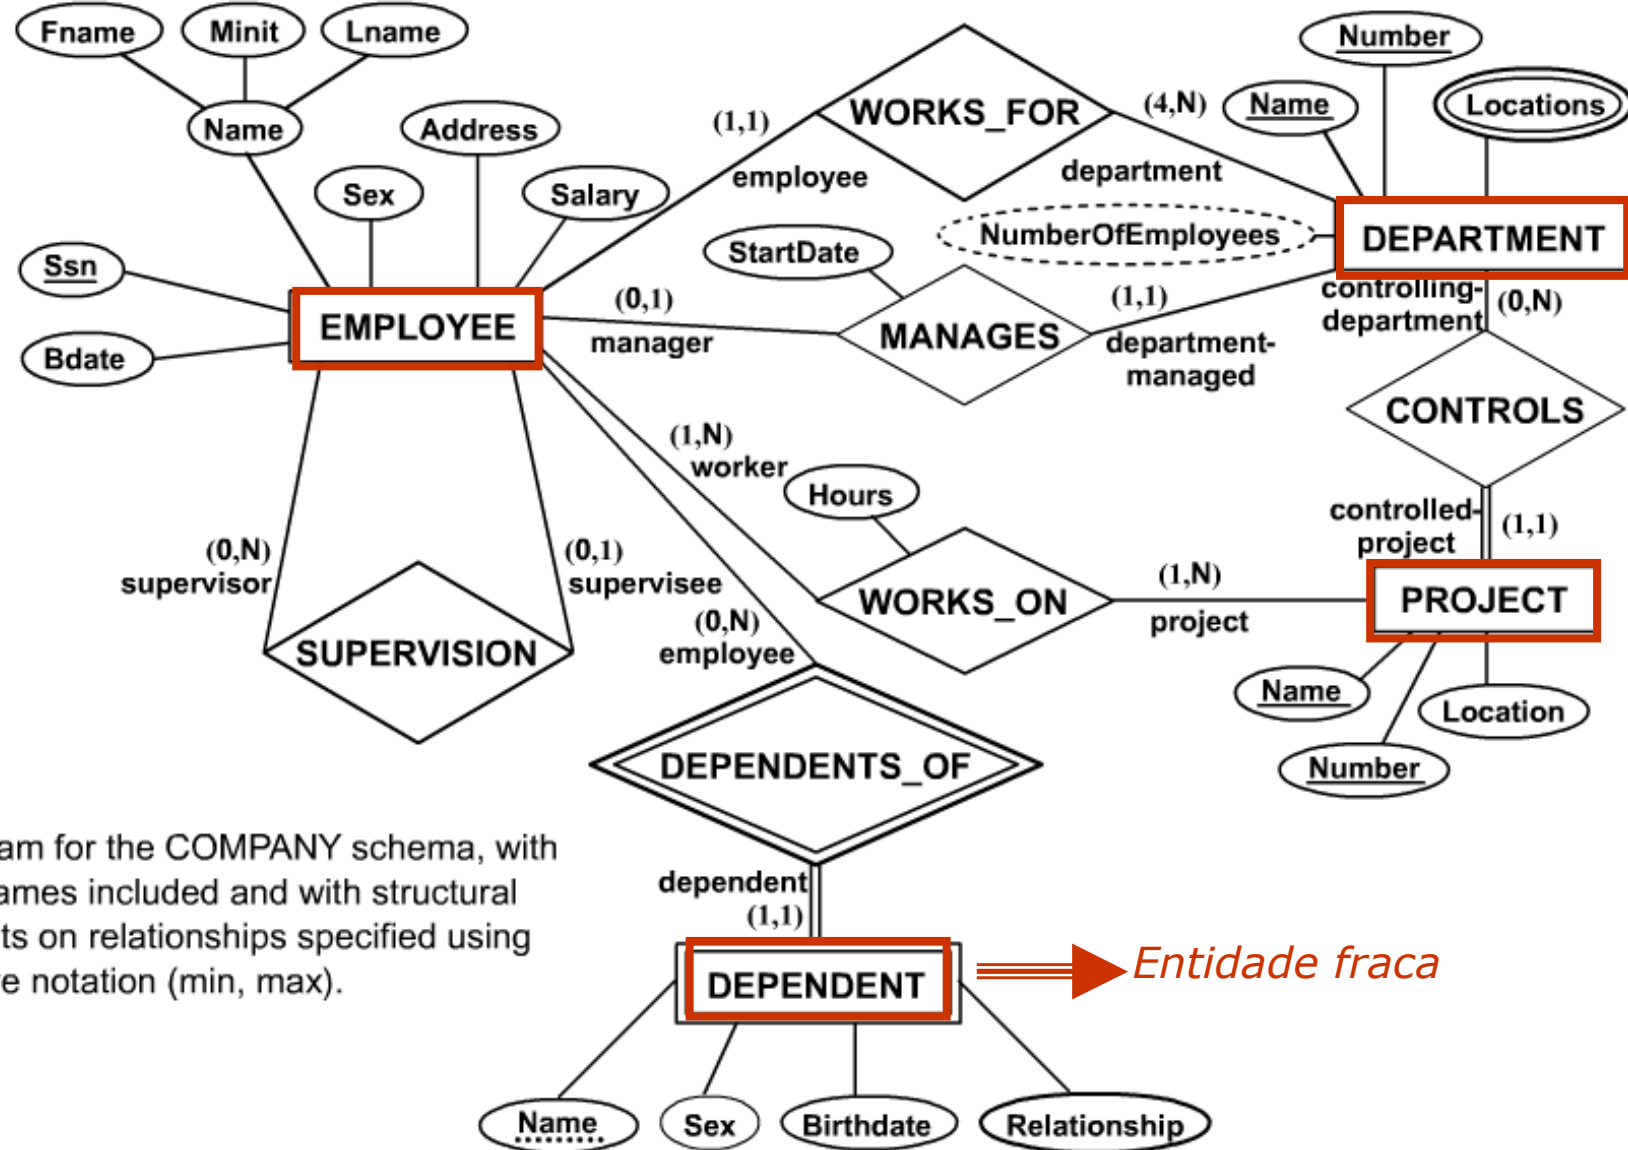 Fname
Minit
Lname
Number
Name
Locations
Name
Address
WORKS_FOR
(1,1)
(4,N)
employee
department
Sex
Salary
NumberOfEmployees
DEPARTMENT
StartDate
Ssn
(0,1)
(1,1)
controlling-
department
(0,N)
EMPLOYEE
manager
MANAGES
department-
managed
Bdate
CONTROLS
(1,N)
worker
Hours
controlled-
project
(1,1)
(0,N)
supervisor
(0,1)
supervisee
WORKS_ON
(1,N)
project
PROJECT
SUPERVISION
(0,N)
employee
Name
Location
Number
DEPENDENTS_OF
am for the COMPANY schema, with
ames included and with structural
ts on relationships specified using
e notation (min, max).
dependent
(1,1)
DEPENDENT
Entidade fraca
Name
Sex
Birthdate
Relationship